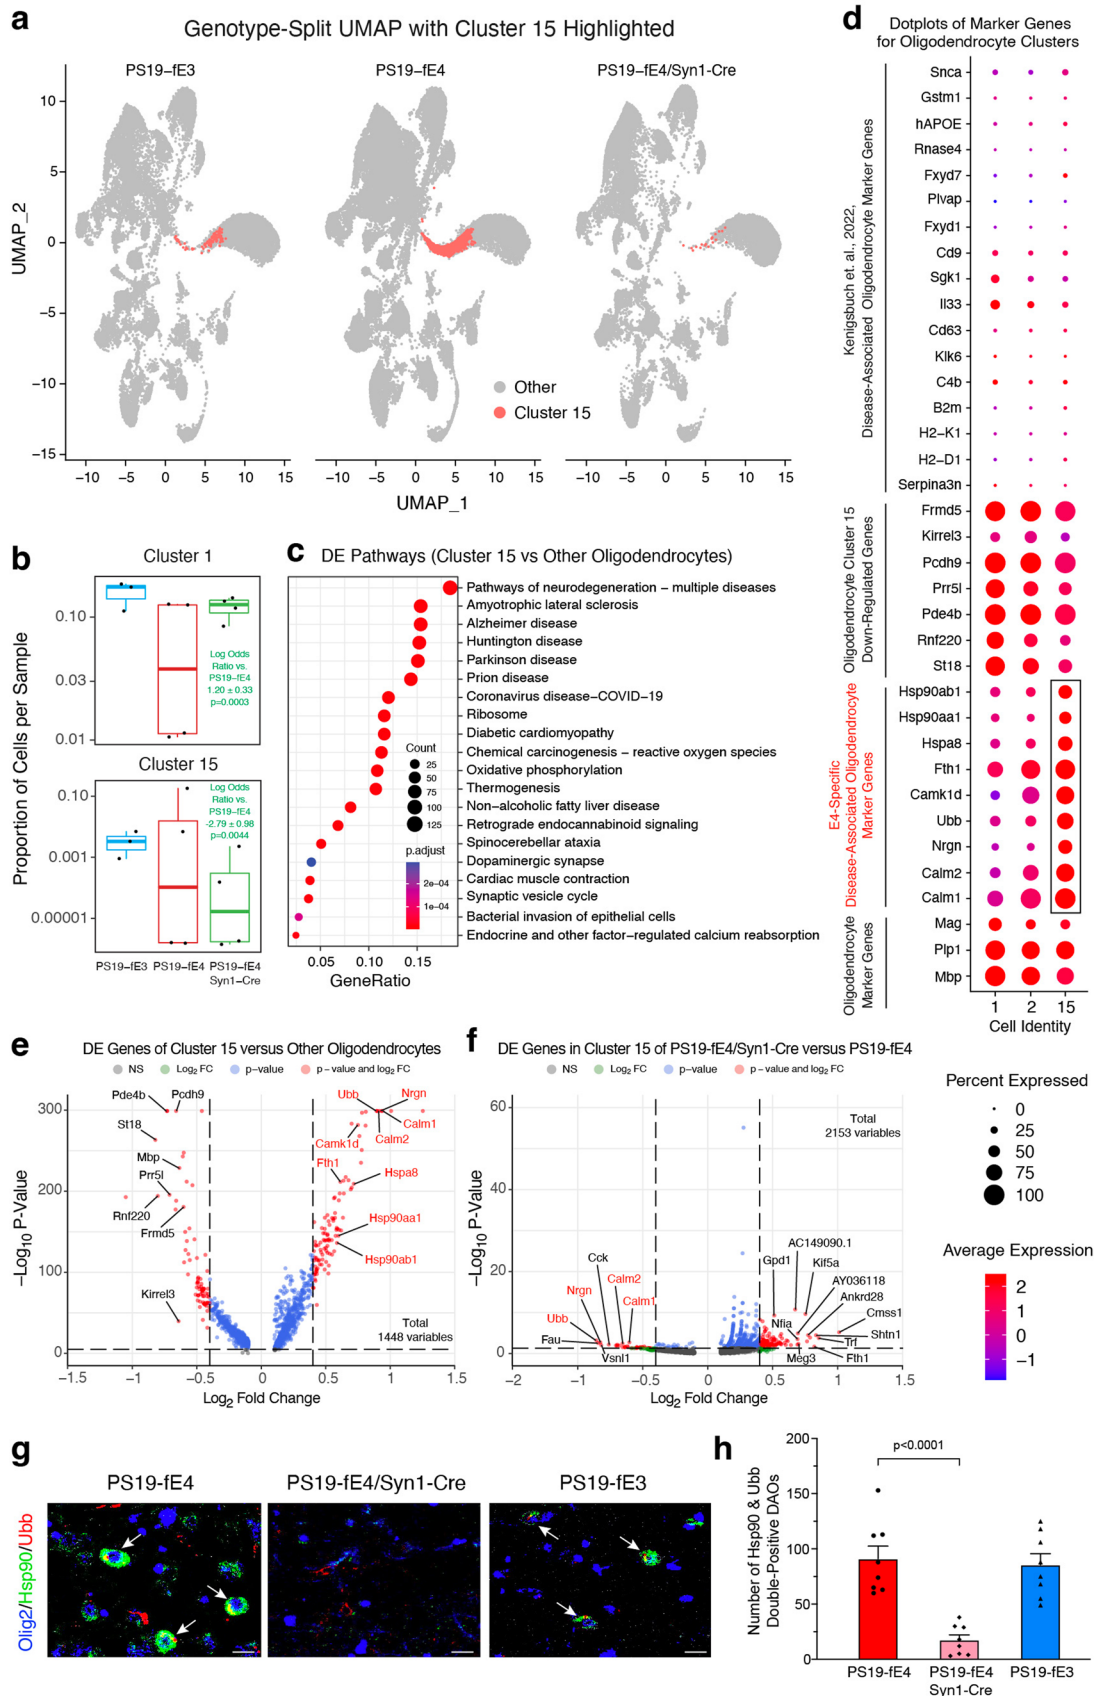 a
Genotype-Split UMAP with Cluster 15 Highlighted
PS19–fE3
PS19–fE4
PS19–fE4/Syn1-Cre
UMAP_2
10
5
0
−5
−10
−15
Other
Cluster 15
−10 −5 0 5 10 15
−10 −5 0 5 10 15
−10 −5 0 5 10 15
UMAP_1
b
Cluster 1
Proportion of Cells per Sample
0.10
0.03
0.01
Log Odds
Ratio vs.
PS19–fE4
1.20 ± 0.33
p=0.0003
Cluster 15
0.10
0.001
0.00001
Log Odds
Ratio vs.
PS19–fE4
-2.79 ± 0.98
p=0.0044
PS19–fE3
PS19–fE4
PS19–fE4
Syn1-Cre
c
DE Pathways (Cluster 15 vs Other Oligodendrocytes)
Pathways of neurodegeneration – multiple diseases
Amyotrophic lateral sclerosis
Alzheimer disease
Huntington disease
Parkinson disease
Prion disease
Coronavirus disease–COVID–19
Ribosome
Diabetic cardiomyopathy
Chemical carcinogenesis – reactive oxygen species
Oxidative phosphorylation
Thermogenesis
Non–alcoholic fatty liver disease
Retrograde endocannabinoid signaling
Spinocerebellar ataxia
Dopaminergic synapse
Cardiac muscle contraction
Synaptic vesicle cycle
Bacterial invasion of epithelial cells
Endocrine and other factor–regulated calcium reabsorption
Count
25
50
75
100
125
p.adjust
2e−04
1e−04
0.05 0.10 0.15
GeneRatio
d
Dotplots of Marker Genes
for Oligodendrocyte Clusters
Kenigsbuch et. al., 2022,
Disease-Associated Oligodendrocyte Marker Genes
Snca
Gstm1
hAPOE
Rnase4
Fxyd7
Plvap
Fxyd1
Cd9
Sgk1
Il33
Cd63
Klk6
C4b
B2m
H2–K1
H2–D1
Serpina3n
Oligodendrocyte Cluster 15
Down-Regulated Genes
Frmd5
Kirrel3
Pcdh9
Prr5l
Pde4b
Rnf220
St18
E4-Specific
Disease-Associated Oligodendrocyte
Marker Genes
Hsp90ab1
Hsp90aa1
Hspa8
Fth1
Camk1d
Ubb
Nrgn
Calm2
Calm1
Oligodendrocyte
Marker Genes
Mag
Plp1
Mbp
1 2 15
Cell Identity
Percent Expressed
0
25
50
75
100
Average Expression
2
1
0
−1
e
DE Genes of Cluster 15 versus Other Oligodendrocytes
NS
Log2 FC
p–value
p – value and log2 FC
−Log10 P-Value
300
200
100
0
Pde4b
Pcdh9
St18
Mbp
Prr5l
Rnf220
Frmd5
Kirrel3
Ubb
Nrgn
Calm1
Calm2
Camk1d
Fth1
Hspa8
Hsp90aa1
Hsp90ab1
Total
1448 variables
−1.5 −1 −0.5 0 0.5 1 1.5
Log2 Fold Change
f
DE Genes in Cluster 15 of PS19-fE4/Syn1-Cre versus PS19-fE4
NS
Log2 FC
p–value
p – value and log2 FC
−Log10 P-Value
60
40
20
0
Total
2153 variables
Cck
Calm2
Nrgn
Calm1
Ubb
Fau
Vsnl1
AC149090.1
Gpd1
Kif5a
AY036118
Ankrd28
Cmss1
Nfia
Shtn1
Trf
Meg3
Fth1
−2 −1 0 0.5 1 1.5
Log2 Fold Change
g
Olig2/Hsp90/Ubb
PS19-fE4
PS19-fE4/Syn1-Cre
PS19-fE3
h
Number of Hsp90 & Ubb
Double-Positive DAOs
200
150
100
50
0
p<0.0001
PS19-fE4
PS19-fE4
Syn1-Cre
PS19-fE3